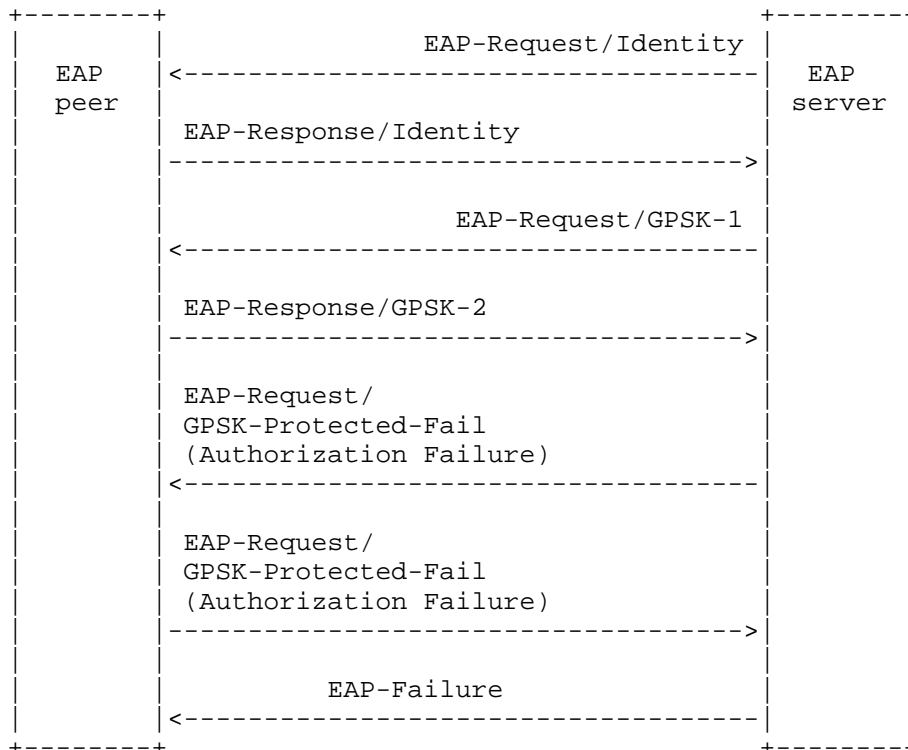 EAP-Request/Identity
EAP EAP
peer server
EAP-Response/Identity
EAP-Request/GPSK-1
EAP-Response/GPSK-2
EAP-Request/
GPSK-Protected-Fail
(Authorization Failure)
EAP-Request/
GPSK-Protected-Fail
(Authorization Failure)
EAP-Failure